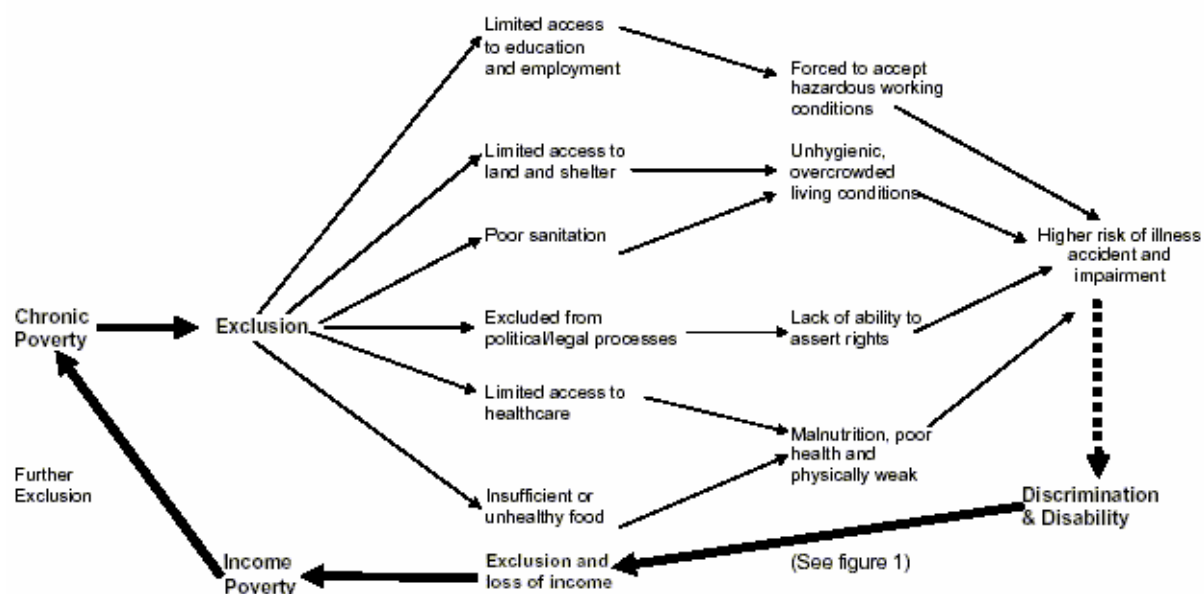 Limited access
to education
and employment
Forced to accept
hazardous working
conditions
Limited access to
land and shelter
Unhygienic,
overcrowded
living conditions
Poor sanitation
Higher risk of illness
accident and
impairment
Chronic
Poverty
Exclusion
Excluded from
political/legal processes
Lack of ability to
assert rights
Limited access to
healthcare
Malnutrition, poor
health and
physically weak
Further
Exclusion
Insufficient or
unhealthy food
Discrimination
& Disability
Income
Poverty
Exclusion and
loss of income
(See figure 1)